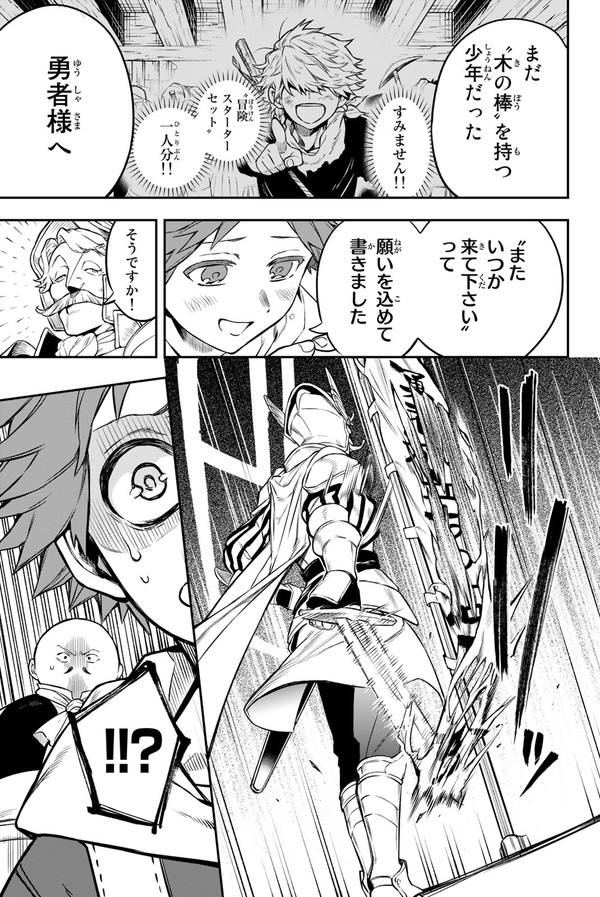 まだ
〝木の棒〟を持つ
少年だった
勇者様へ
すみません!!
〝冒険
スターター
セット〟
一人分!!
〝また
いつか
来て下さい〟
って
願いを込めて
書きました
そうですか!
!!?